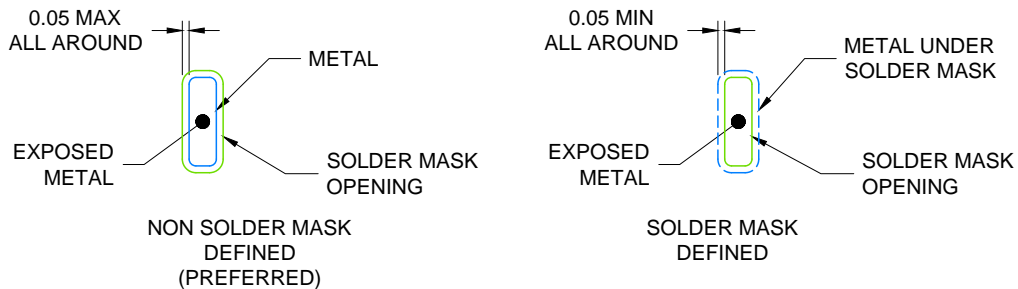 0.05 MAX
ALL AROUND
METAL
EXPOSED
METAL
SOLDER MASK
OPENING
NON SOLDER MASK
DEFINED
(PREFERRED)
0.05 MIN
ALL AROUND
METAL UNDER
SOLDER MASK
EXPOSED
METAL
SOLDER MASK
OPENING
SOLDER MASK
DEFINED